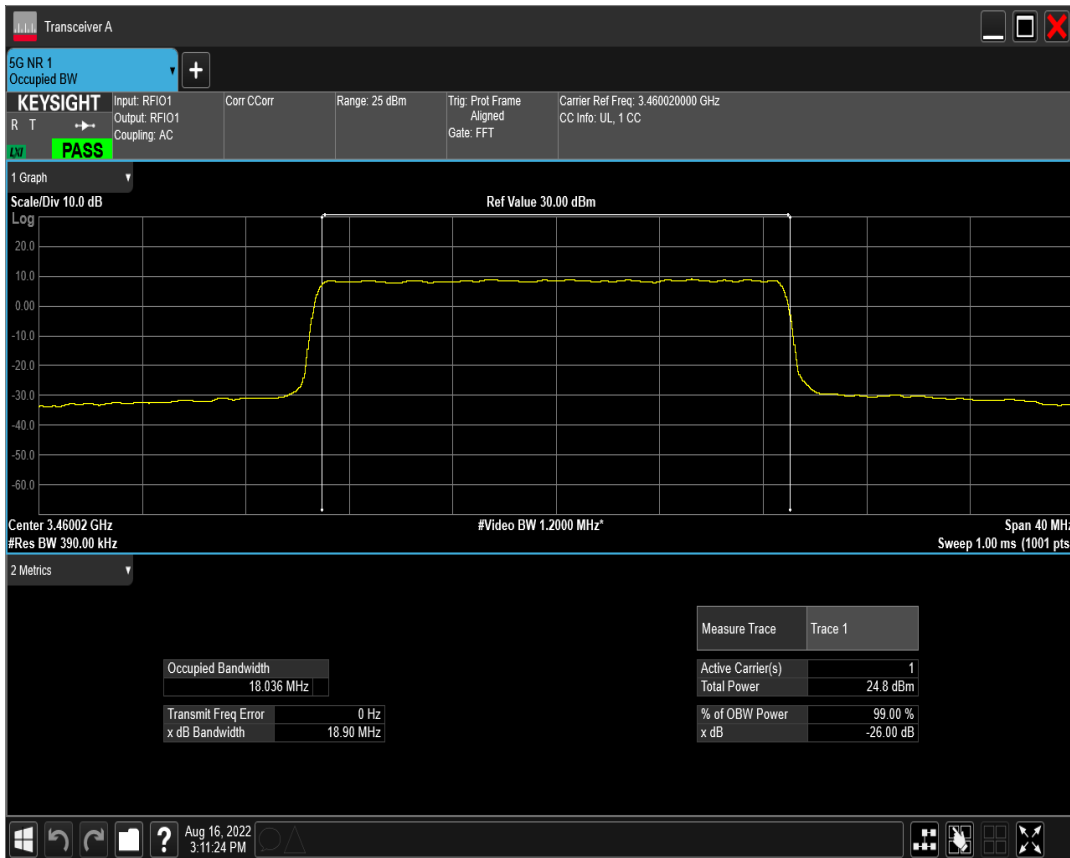 Transceiver A
5G NR 1
Occupied BW
+
KEYSIGHT
R T
LXI
PASS
Input: RFIO1
Output: RFIO1
Coupling: AC
Corr CCorr
Range: 25 dBm
Trig: Prot Frame
Aligned
Gate: FFT
Carrier Ref Freq: 3.460020000 GHz
CC Info: UL, 1 CC
1 Graph
Scale/Div 10.0 dB
Ref Value 30.00 dBm
Log
20.0
10.0
0.00
-10.0
-20.0
-30.0
-40.0
-50.0
-60.0
Center 3.46002 GHz
#Video BW 1.2000 MHz*
Span 40 MHz
#Res BW 390.00 kHz
Sweep 1.00 ms (1001 pts
2 Metrics
Measure Trace Trace 1
Occupied Bandwidth
18.036 MHz
Active Carrier(s) 1
Total Power 24.8 dBm
Transmit Freq Error 0 Hz
x dB Bandwidth 18.90 MHz
% of OBW Power 99.00 %
x dB -26.00 dB
?
Aug 16, 2022
3:11:24 PM